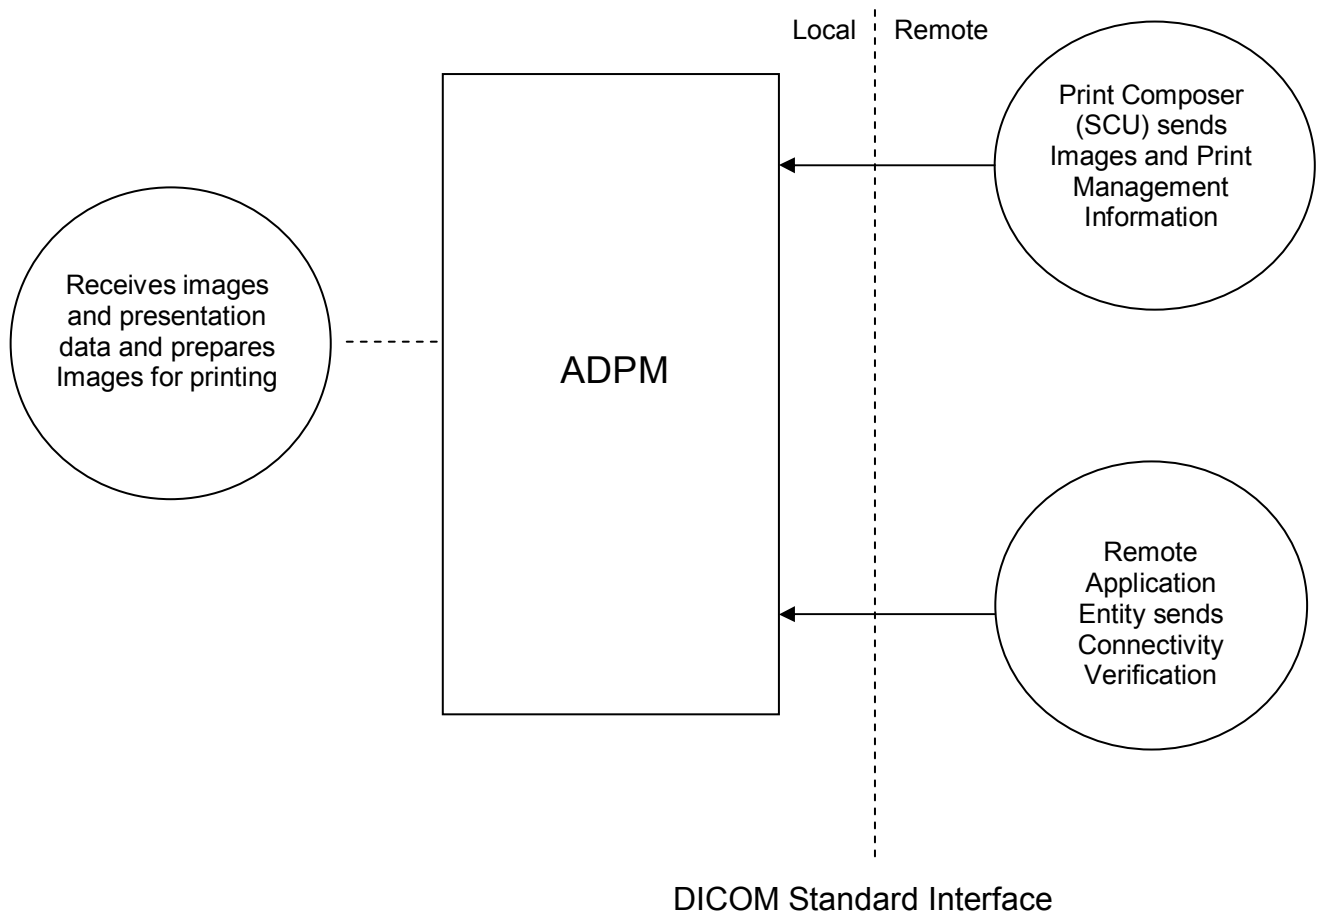 Local
Remote
Print Composer
(SCU) sends
Images and Print
Management
Information
Receives images
and presentation
data and prepares
Images for printing
ADPM
Remote
Application
Entity sends
Connectivity
Verification
DICOM Standard Interface